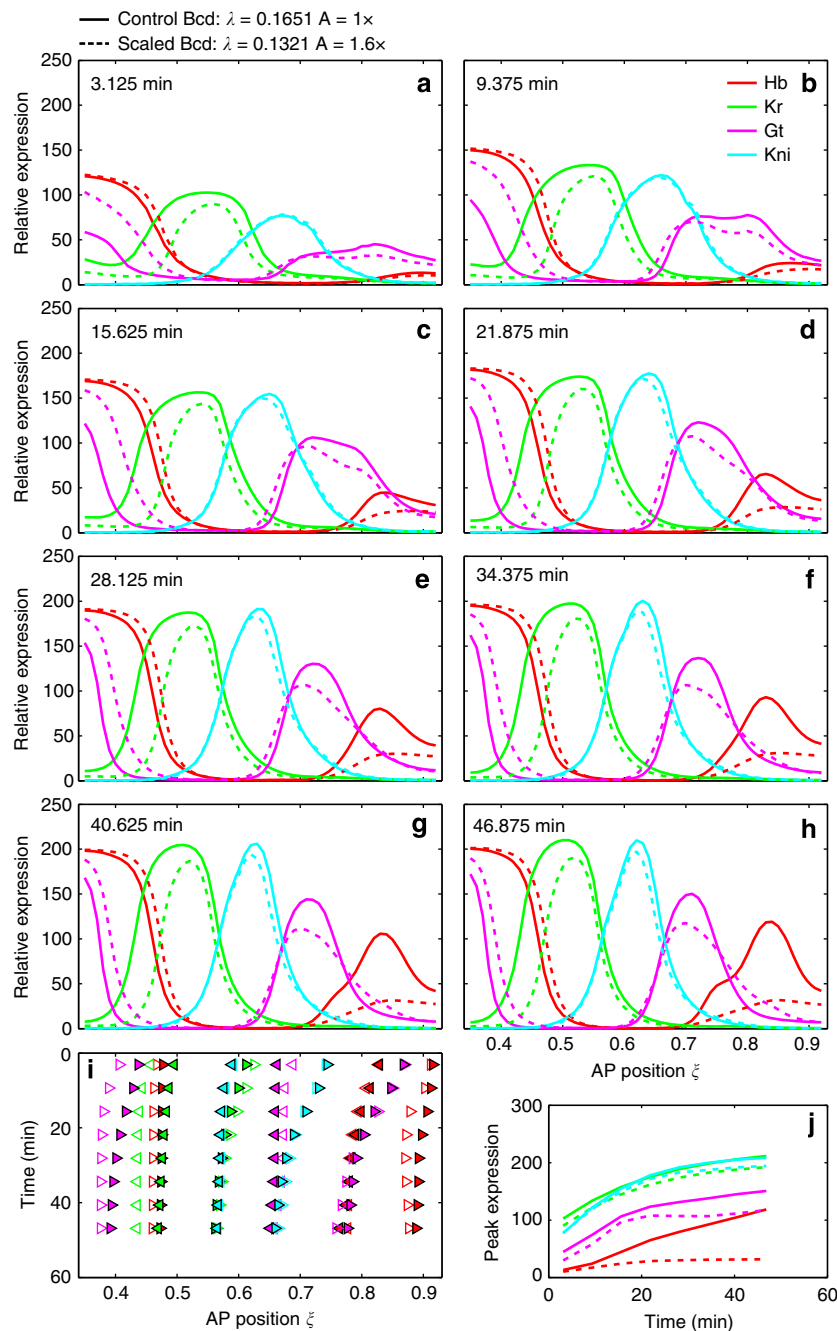 Control Bcd: λ = 0.1651 A = 1×
Scaled Bcd: λ = 0.1321 A = 1.6×
250
200
150
100
50
0
Relative expression
3.125 min
a
9.375 min
b
Hb
Kr
Gt
Kni
250
200
150
100
50
0
Relative expression
15.625 min
c
21.875 min
d
250
200
150
100
50
0
Relative expression
28.125 min
e
34.375 min
f
200
150
100
50
0
Relative expression
40.625 min
g
46.875 min
h
0.4 0.5 0.6 0.7 0.8 0.9
AP position ξ
0
20
40
60
Time (min)
i
0.4 0.5 0.6 0.7 0.8 0.9
AP position ξ
300
200
100
0
Peak expression
j
0 20 40 60
Time (min)